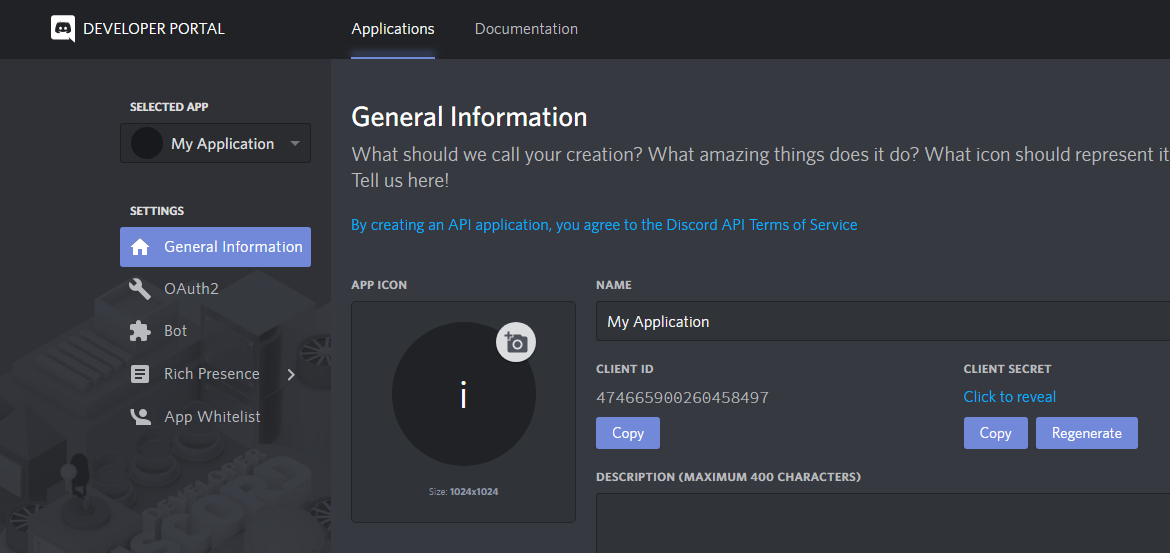 DEVELOPER PORTAL
Applications
Documentation
SELECTED APP
My Application
SETTINGS
General Information
OAuth2
Bot
Rich Presence
App Whitelist
General Information
What should we call your creation? What amazing things does it do? What icon should represent it
Tell us here!
By creating an API application, you agree to the Discord API Terms of Service
APP ICON
i
Size: 1024x1024
NAME
My Application
CLIENT ID
474665900260458497
Copy
CLIENT SECRET
Click to reveal
Copy
Regenerate
DESCRIPTION (MAXIMUM 400 CHARACTERS)